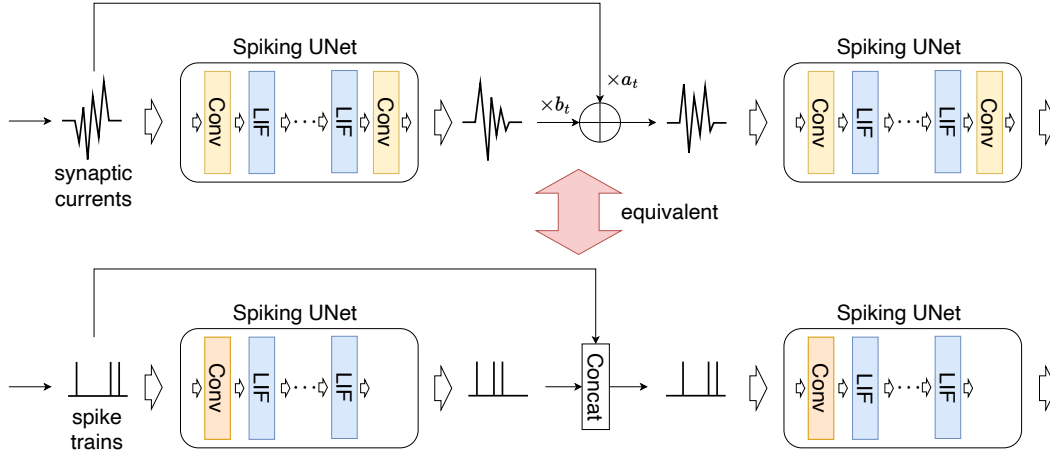 Spiking UNet
Spiking UNet
Conv
LIF
...
LIF
Conv
×b_t
×a_t
Conv
LIF
...
LIF
Conv
synaptic
currents
equivalent
Spiking UNet
Spiking UNet
Conv
LIF
...
LIF
Concat
Conv
LIF
...
LIF
spike
trains